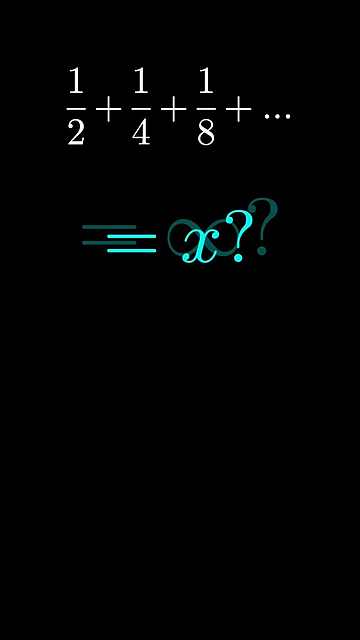 1/2 + 1/4 + 1/8 + ...
= x?
= ∞?